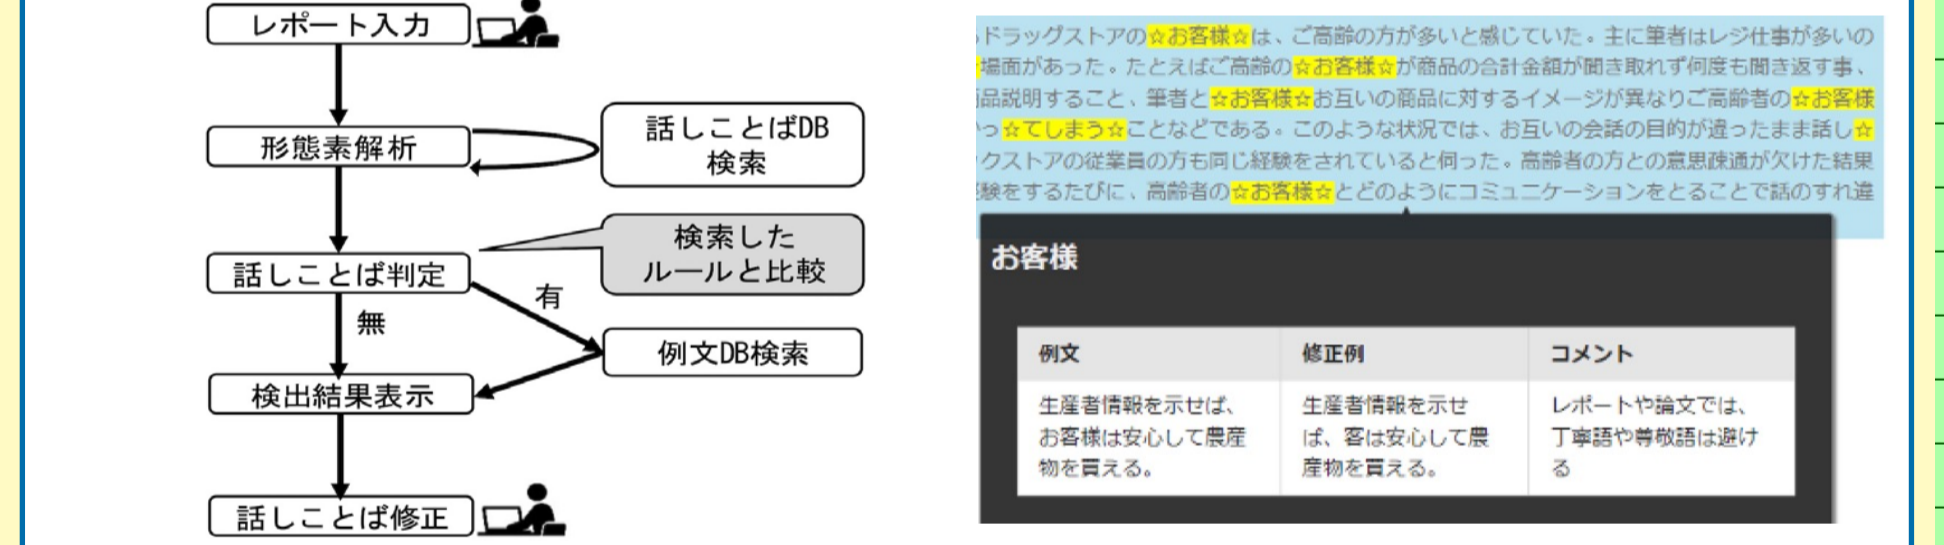 レポート入力
形態素解析
話しことばDB
検索
検索した
ルールと比較
話しことば判定
有
無
例文DB検索
検出結果表示
話しことば修正
ドラッグストアの☆お客様☆は、ご高齢の方が多いと感じていた。主に筆者はレジ仕事が多いの
場面があった。たとえばご高齢の☆お客様☆が商品の合計金額が聞き取れず何度も聞き返す事、
品説明すること、筆者と☆お客様☆お互いの商品に対するイメージが異なりご高齢者の☆お客様
っ☆てしまう☆ことなどである。このような状況では、お互いの会話の目的が違ったまま話し☆
クストアの従業員の方も同じ経験をされていると伺った。高齢者の方との意思疎通が欠けた結果
験をするたびに、高齢者の☆お客様☆とどのようにコミュニケーションをとることで話のすれ違
お客様
例文 修正例 コメント
生産者情報を示せば、 生産者情報を示せ レポートや論文では、
お客様は安心して農産 ば、客は安心して農 丁寧語や尊敬語は避け
物を買える。 産物を買える。 る